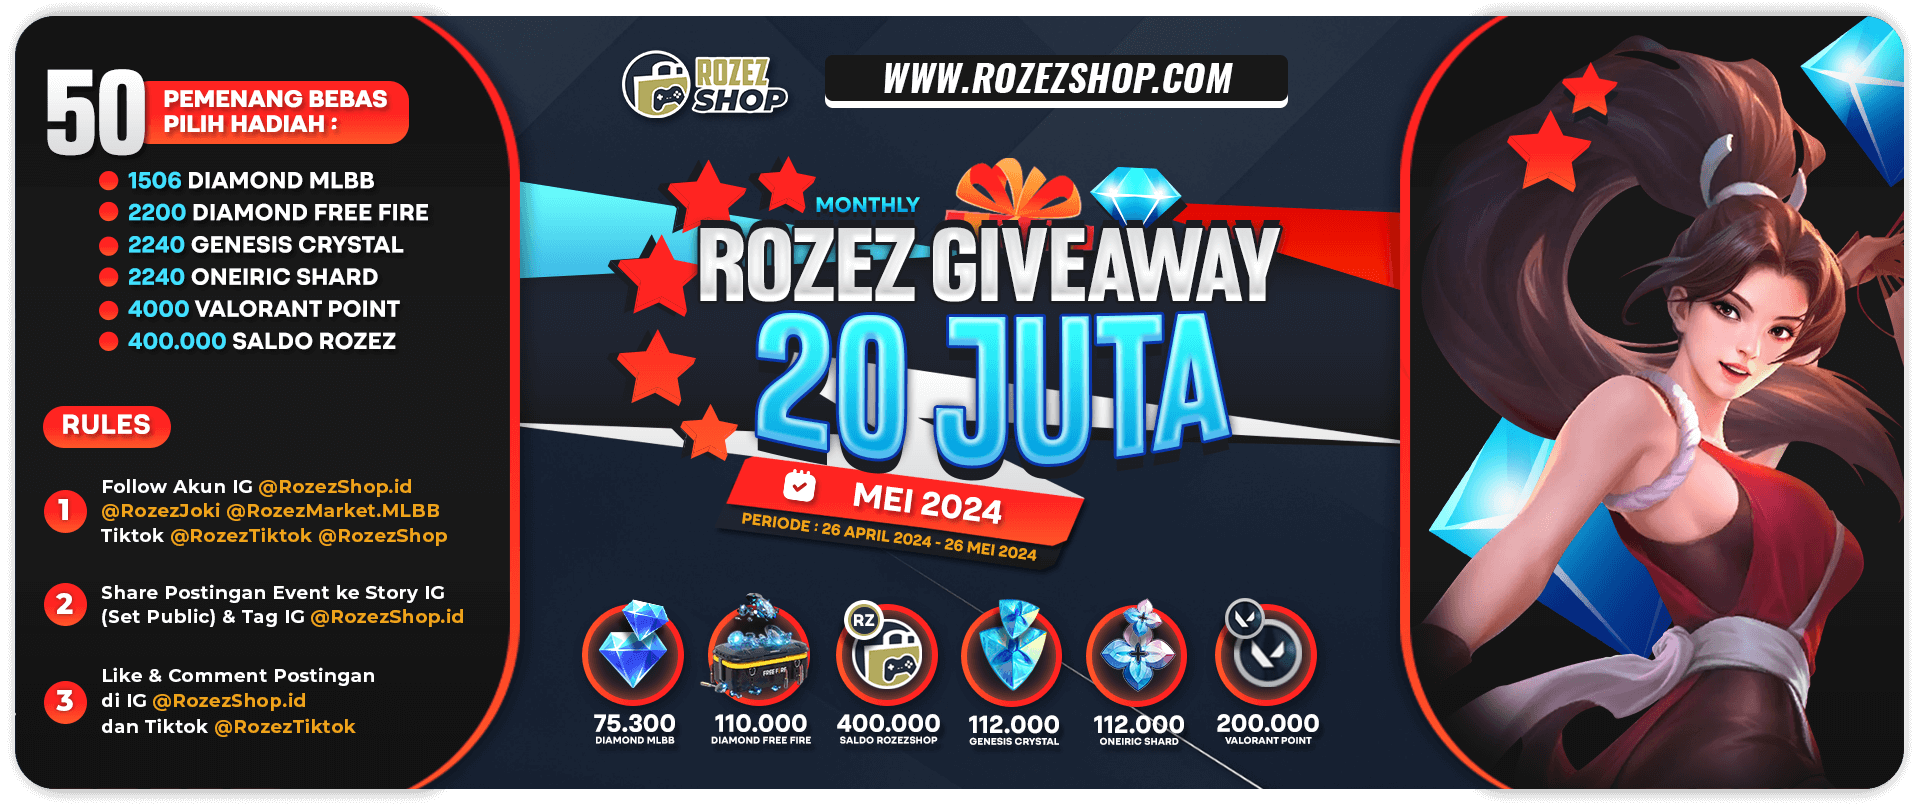 50
PEMENANG BEBAS
PILIH HADIAH :
1506 DIAMOND MLBB
2200 DIAMOND FREE FIRE
2240 GENESIS CRYSTAL
2240 ONEIRIC SHARD
4000 VALORANT POINT
400.000 SALDO ROZEZ
RULES
1
Follow Akun IG @RozezShop.id
@RozezJoki @RozezMarket.MLBB
Tiktok @RozezTiktok @RozezShop
2
Share Postingan Event ke Story IG
(Set Public) & Tag IG @RozezShop.id
3
Like & Comment Postingan
di IG @RozezShop.id
dan Tiktok @RozezTiktok
ROZEZ
SHOP
WWW.ROZEZSHOP.COM
MONTHLY
ROZEZ GIVEAWAY
20 JUTA
MEI 2024
PERIODE : 26 APRIL 2024 - 26 MEI 2024
FREE FIRE
RZ
75.300
DIAMOND MLBB
110.000
DIAMOND FREE FIRE
400.000
SALDO ROZEZSHOP
112.000
GENESIS CRYSTAL
112.000
ONEIRIC SHARD
200.000
VALORANT POINT